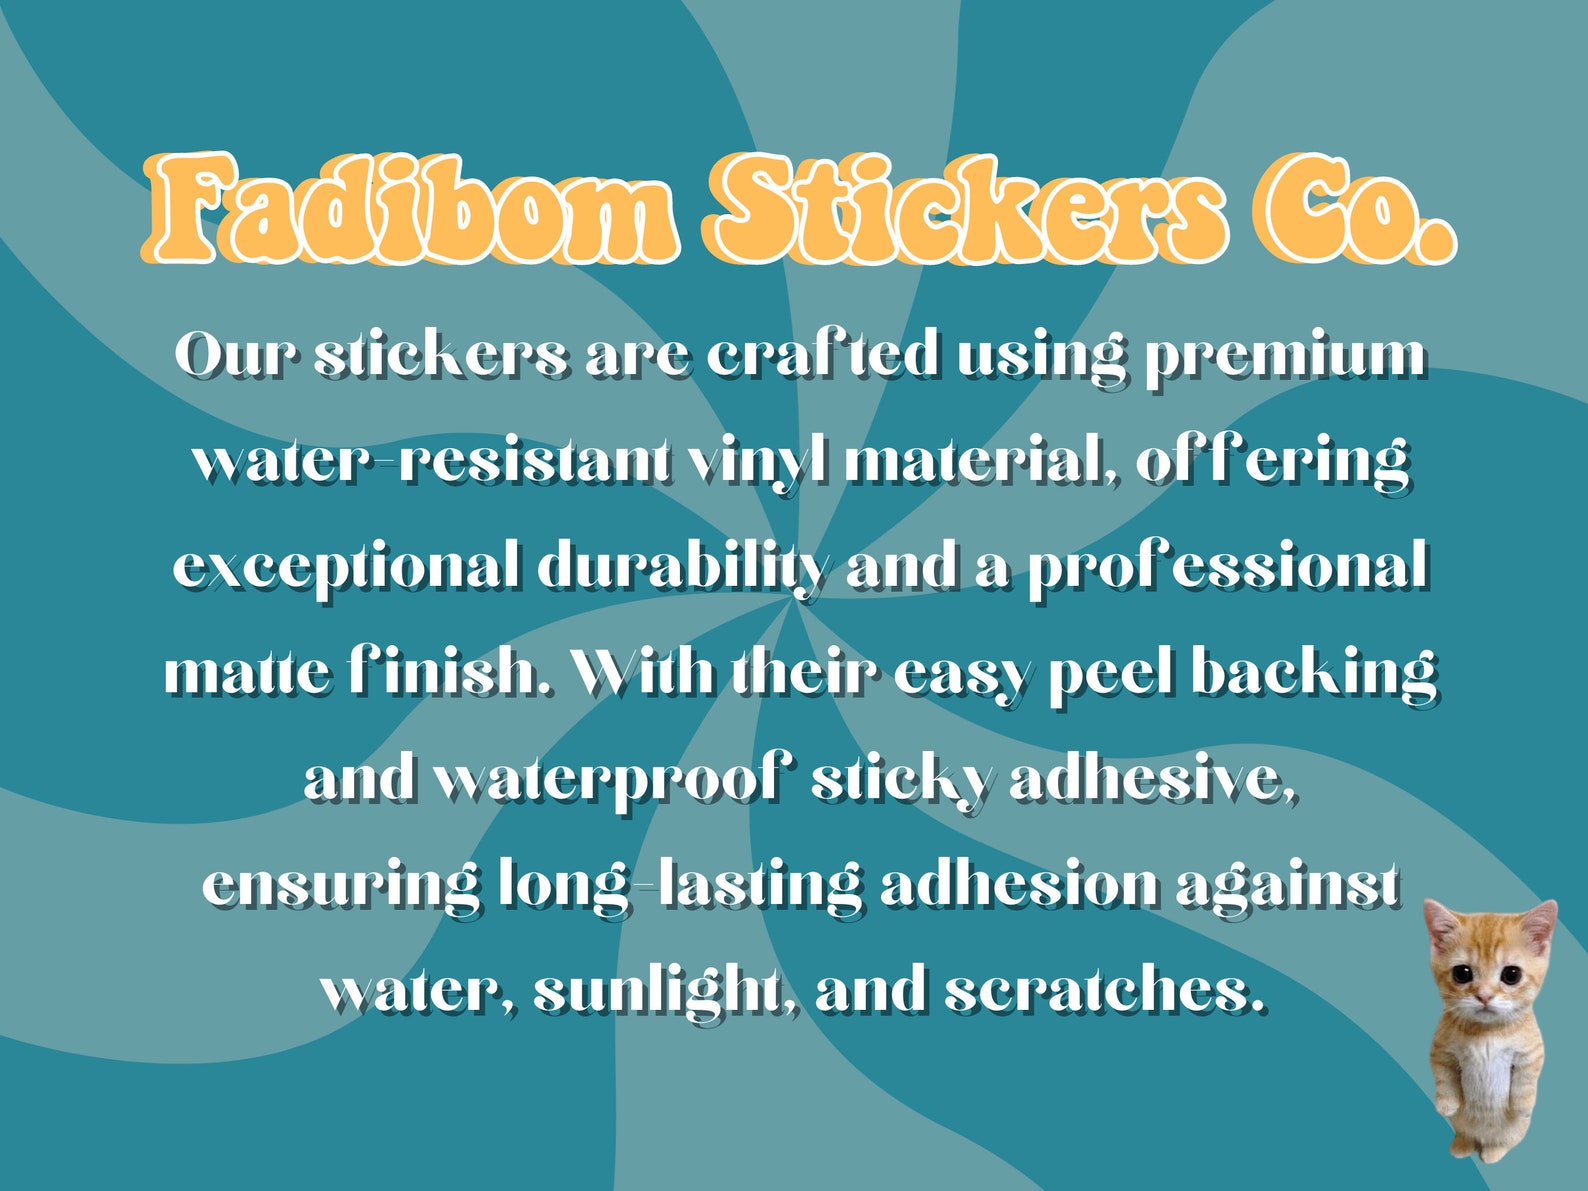 Fadibom Stickers Co.
Our stickers are crafted using premium
water-resistant vinyl material, offering
exceptional durability and a professional
matte finish. With their easy peel backing
and waterproof sticky adhesive,
ensuring long-lasting adhesion against
water, sunlight, and scratches.